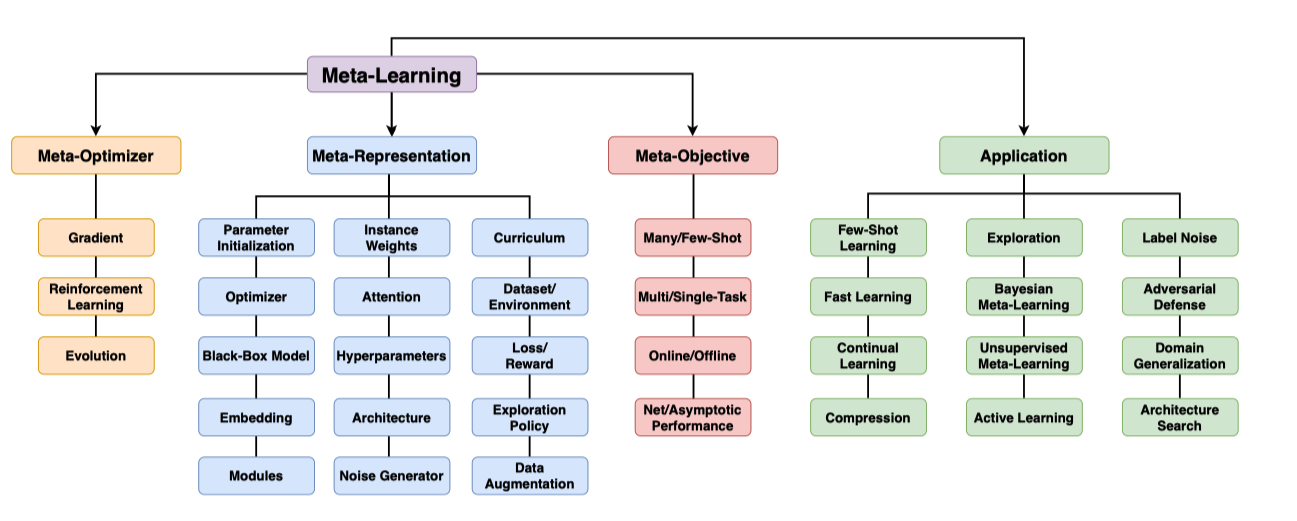 Meta-Learning
Meta-Optimizer
Meta-Representation
Meta-Objective
Application
Gradient
Reinforcement
Learning
Evolution
Parameter
Initialization
Optimizer
Black-Box Model
Embedding
Modules
Instance
Weights
Attention
Hyperparameters
Architecture
Noise Generator
Curriculum
Dataset/
Environment
Loss/
Reward
Exploration
Policy
Data
Augmentation
Many/Few-Shot
Multi/Single-Task
Online/Offline
Net/Asymptotic
Performance
Few-Shot
Learning
Fast Learning
Continual
Learning
Compression
Exploration
Bayesian
Meta-Learning
Unsupervised
Meta-Learning
Active Learning
Label Noise
Adversarial
Defense
Domain
Generalization
Architecture
Search